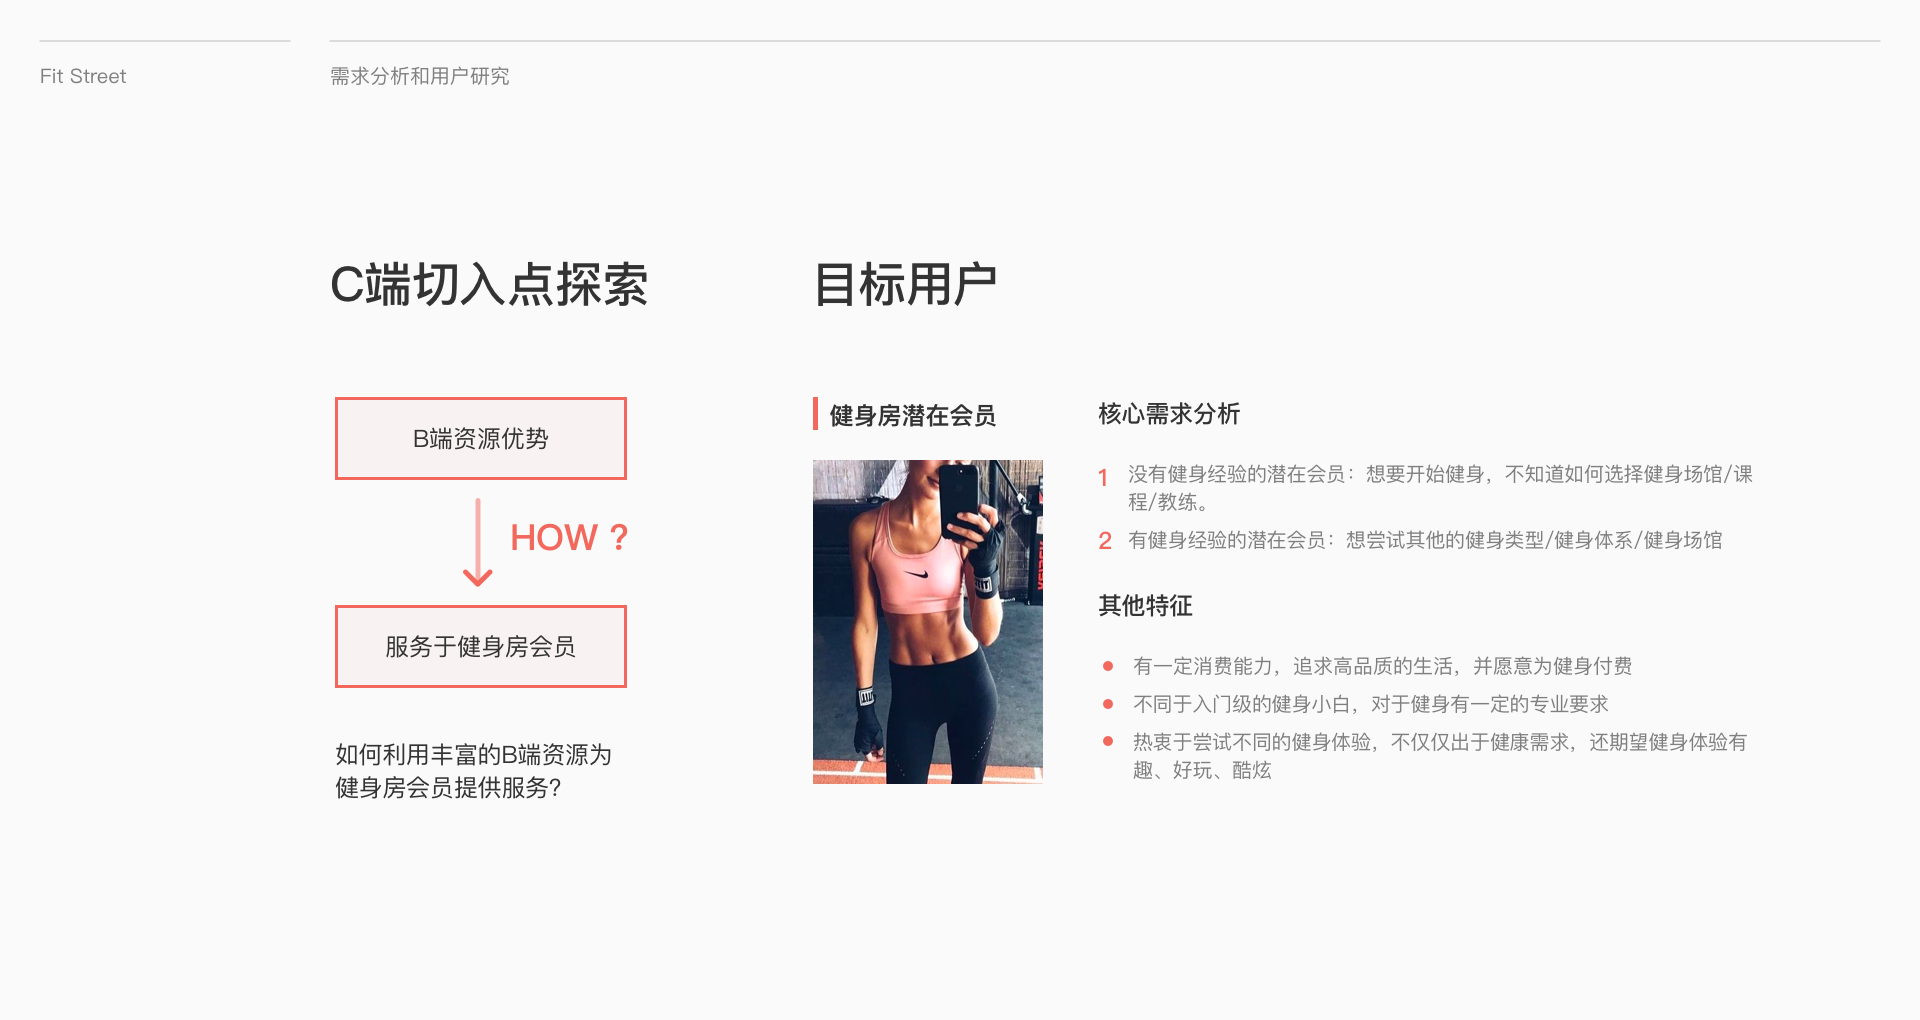 Fit Street
需求分析和用户研究
C端切入点探索
B端资源优势
HOW ?
服务于健身房会员
如何利用丰富的B端资源为
健身房会员提供服务?
目标用户
健身房潜在会员
核心需求分析
1 没有健身经验的潜在会员：想要开始健身，不知道如何选择健身场馆/课
程/教练。
2 有健身经验的潜在会员：想尝试其他的健身类型/健身体系/健身场馆
其他特征
有一定消费能力，追求高品质的生活，并愿意为健身付费
不同于入门级的健身小白，对于健身有一定的专业要求
热衷于尝试不同的健身体验，不仅仅出于健康需求，还期望健身体验有
趣、好玩、酷炫